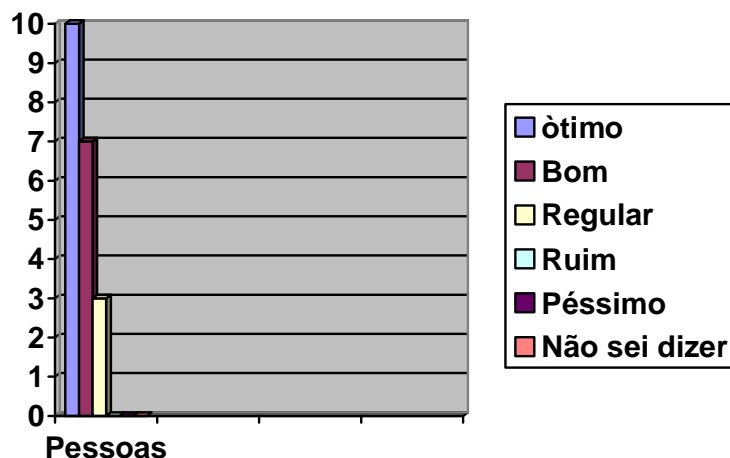 10
9
8
7
6
5
4
3
2
1
0
Pessoas
òtimo
Bom
Regular
Ruim
Péssimo
Não sei dizer